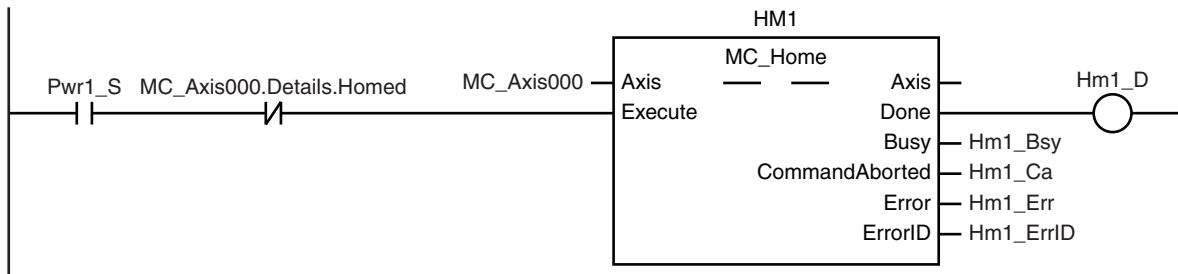 HM1
MC_Home
Pwr1_S MC_Axis000.Details.Homed MC_Axis000 Axis Axis Hm1_D
Execute Done
Busy Hm1_Bsy
CommandAborted Hm1_Ca
Error Hm1_Err
ErrorID Hm1_ErrID